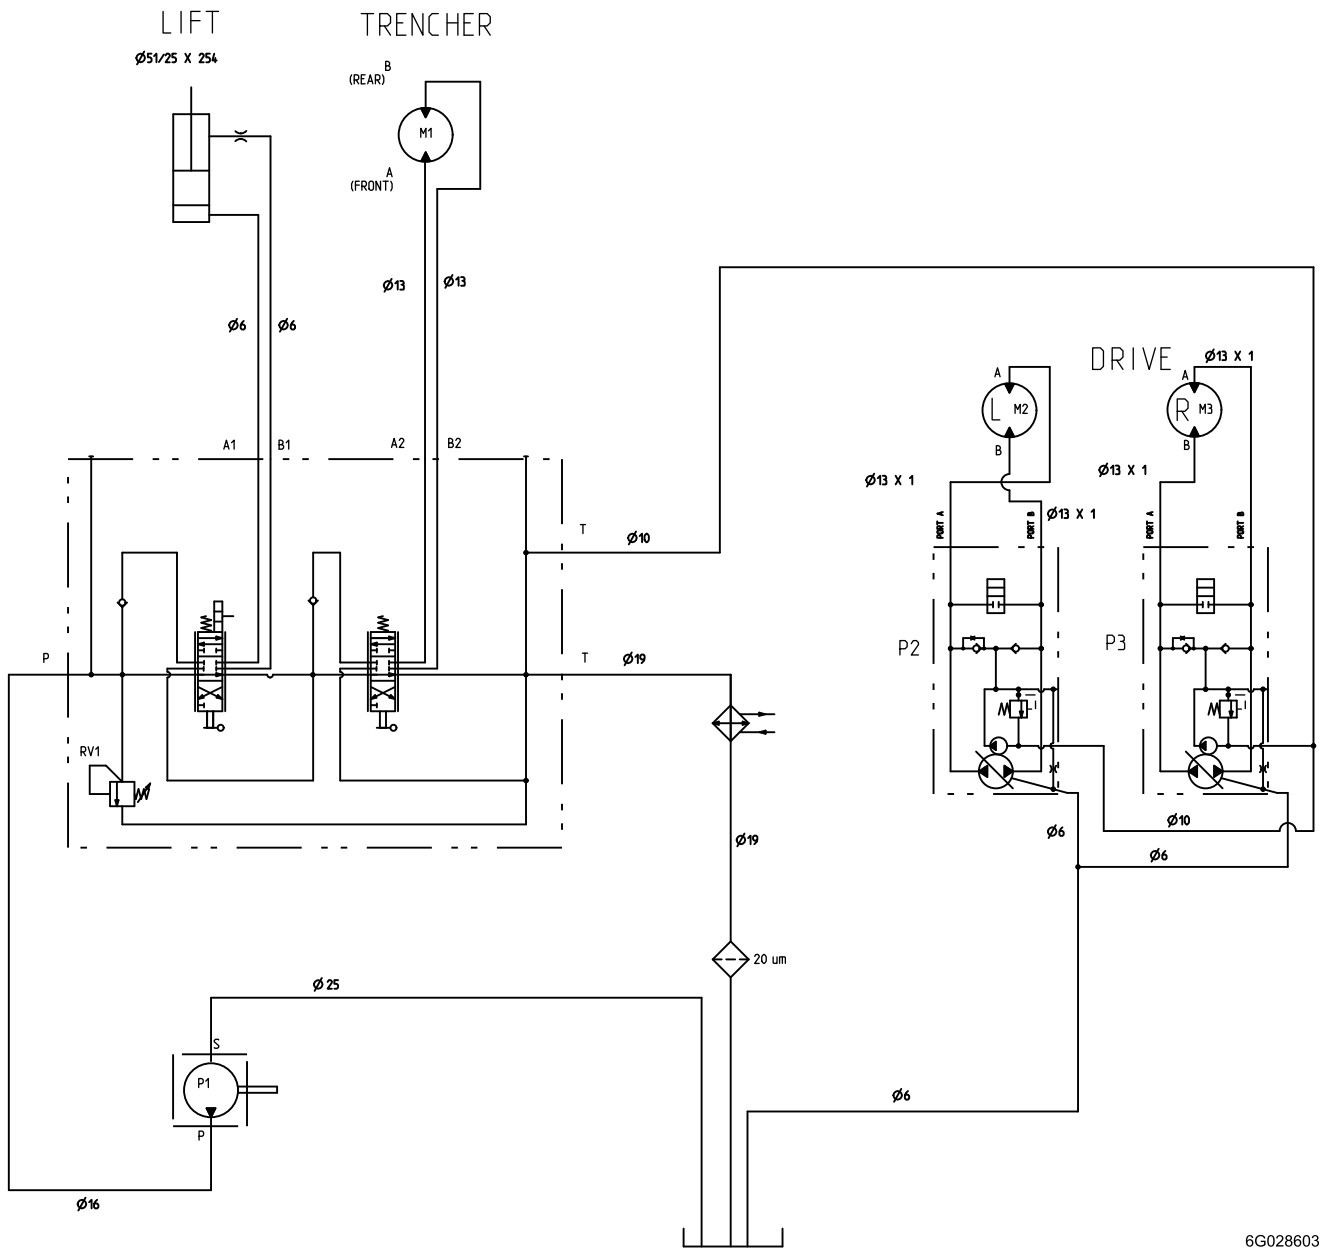 LIFT
TRENCHER
Ø51/25 X 254
B
(REAR)
M1
A
(FRONT)
Ø13
Ø13
Ø6
Ø6
DRIVE
Ø13 X 1
A
A
L
M2
R
M3
B
B
A1
B1
A2
B2
Ø13 X 1
Ø13 X 1
PORT A
PORT B
Ø13 X 1
PORT A
PORT B
T
Ø10
P
T
Ø19
P2
P3
RV1
Ø19
Ø6
Ø10
Ø6
20 um
Ø 25
S
P1
P
Ø6
Ø16
6G028603